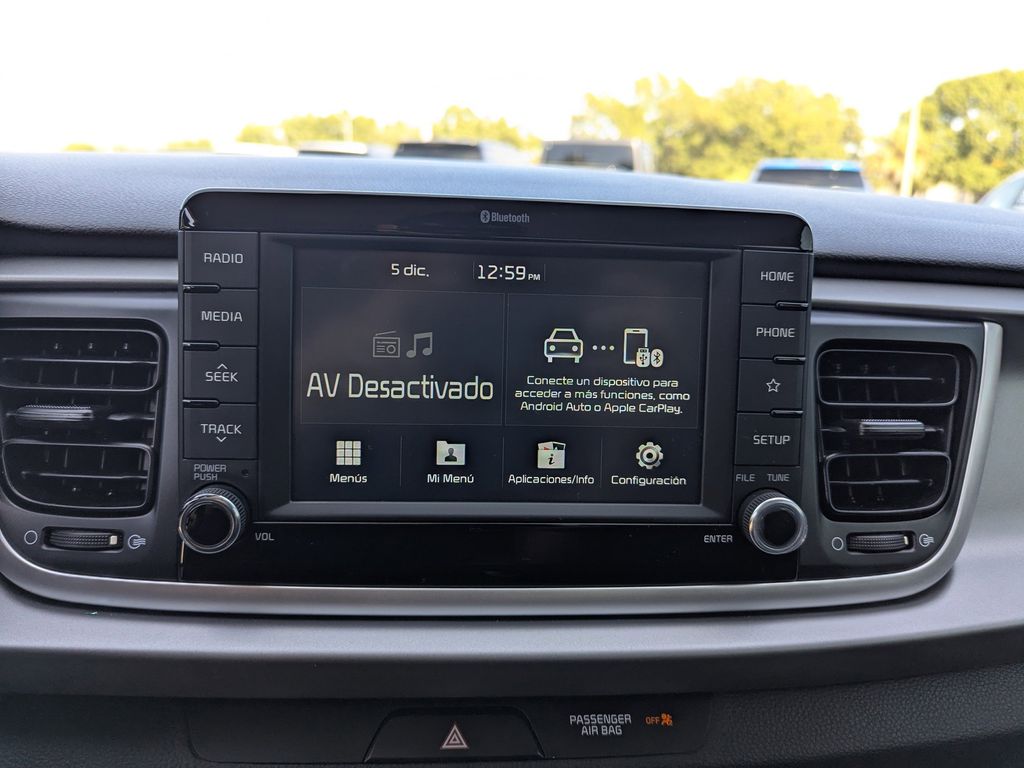 Bluetooth
RADIO
MEDIA
SEEK
TRACK
POWER
PUSH
VOL
5 dic.
12:59 PM
AV Desactivado
Conecte un dispositivo para
acceder a más funciones, como
Android Auto o Apple CarPlay.
Menús
Mi Menú
Aplicaciones/Info
Configuración
HOME
PHONE
SETUP
FILE
TUNE
ENTER
PASSENGER
AIR BAG
OFF